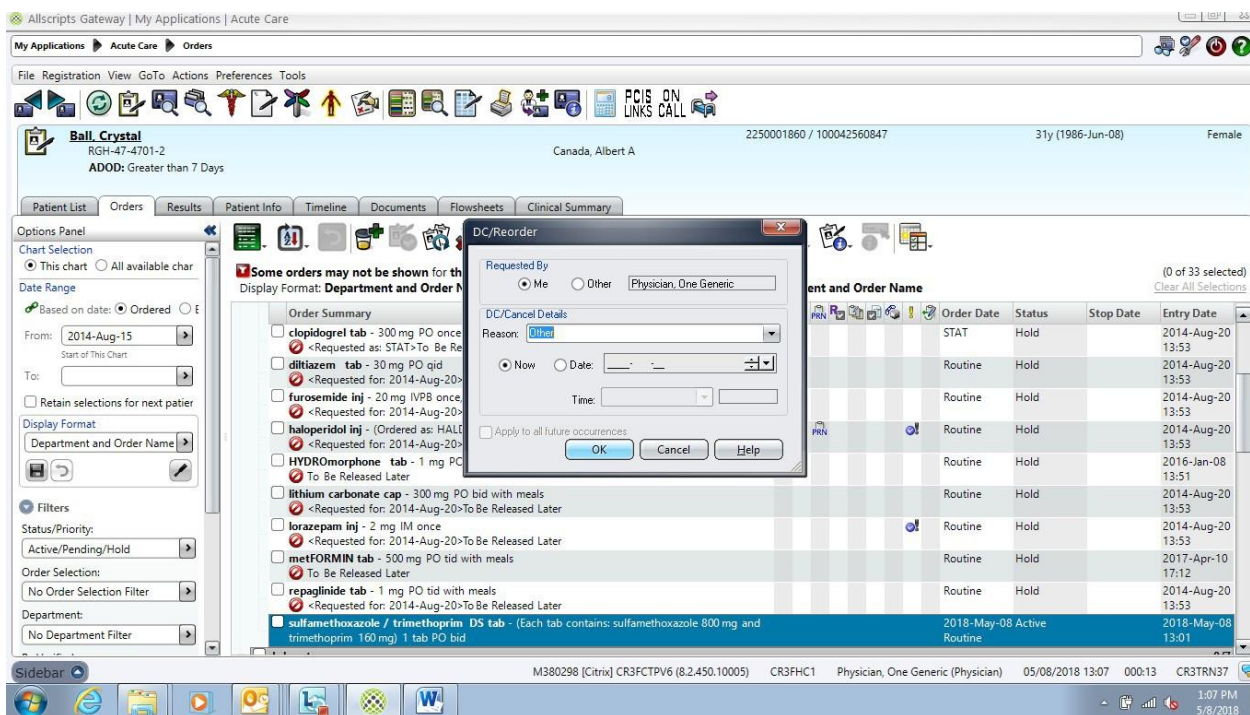 Allscripts Gateway | My Applications | Acute Care
My Applications Acute Care Orders
File Registration View GoTo Actions Preferences Tools
PCIS LINKS ON CALL
Ball, Crystal
2250001860 / 100042560847
31y (1986-Jun-08)
Female
RGH-47-4701-2
Canada, Albert A
ADOD: Greater than 7 Days
Patient List Orders Results Patient Info Timeline Documents Flowsheets Clinical Summary
Options Panel
Chart Selection
This chart All available char
Date Range
Based on date: Ordered E
From: 2014-Aug-15
Start of This Chart
To:
Retain selections for next patier
Display Format
Department and Order Name
Filters
Status/Priority:
Active/Pending/Hold
Order Selection:
No Order Selection Filter
Department:
No Department Filter
Some orders may not be shown for th
(0 of 33 selected)
Display Format: Department and Order N
ent and Order Name
Clear All Selections
Order Summary
PRN
Order Date Status Stop Date Entry Date
clopidogrel tab - 300 mg PO once
<Requested as: STAT>To Be Re
STAT Hold 2014-Aug-20 13:53
diltiazem tab - 30 mg PO qid
<Requested for: 2014-Aug-20>
Routine Hold 2014-Aug-20 13:53
furosemide inj - 20 mg IVPB once,
<Requested for: 2014-Aug-20>
Routine Hold 2014-Aug-20 13:53
haloperidol inj - (Ordered as: HALD
<Requested for: 2014-Aug-20>
PRN
Routine Hold 2014-Aug-20 13:53
HYDROmorphone tab - 1 mg PO
To Be Released Later
Routine Hold 2016-Jan-08 13:51
lithium carbonate cap - 300 mg PO bid with meals
<Requested for: 2014-Aug-20>To Be Released Later
Routine Hold 2014-Aug-20 13:53
lorazepam inj - 2 mg IM once
<Requested for: 2014-Aug-20>To Be Released Later
Routine Hold 2014-Aug-20 13:53
metFORMIN tab - 500 mg PO tid with meals
To Be Released Later
Routine Hold 2017-Apr-10 17:12
repaglinide tab - 1 mg PO tid with meals
<Requested for: 2014-Aug-20>To Be Released Later
Routine Hold 2014-Aug-20 13:53
sulfamethoxazole / trimethoprim DS tab - (Each tab contains: sulfamethoxazole 800 mg and
trimethoprim 160 mg) 1 tab PO bid
2018-May-08 Active
Routine
2018-May-08 13:01
DC/Reorder
Requested By
Me Other Physician, One Generic
DC/Cancel Details
Reason: Other
Now Date:
Time:
Apply to all future occurrences
OK Cancel Help
Sidebar
M380298 [Citrix] CR3FCTPV6 (8.2.450.10005) CR3FHC1 Physician, One Generic (Physician) 05/08/2018 13:07 000:13 CR3TRN37
1:07 PM
5/8/2018